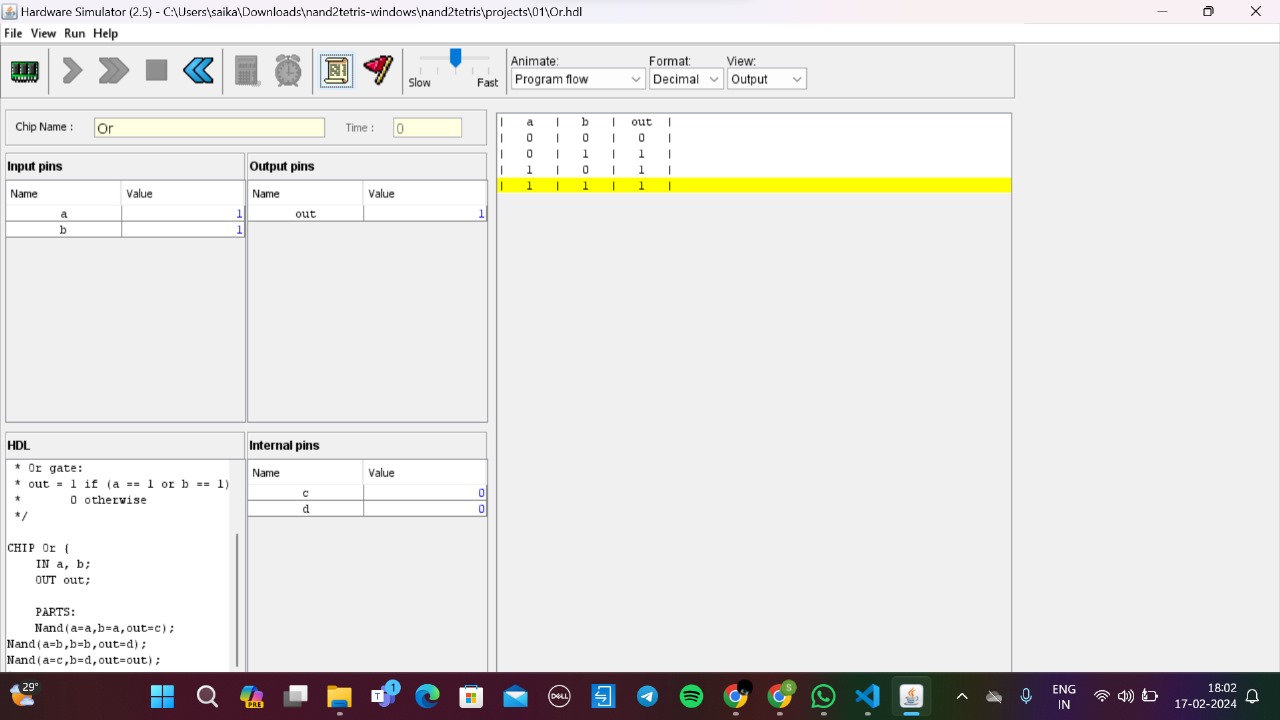 Hardware Simulator (2.5) - C:\Users\saika\Downloads\nand2tetris-windows\nand2tetris\projects\01\Or.hdl
File View Run Help
Slow Fast
Animate: Format: View:
Program flow Decimal Output
Chip Name : Or Time : 0
Input pins Output pins
Name Value Name Value
a 1 out 1
b 1
| a | b | out |
| 0 | 0 | 0 |
| 0 | 1 | 1 |
| 1 | 0 | 1 |
| 1 | 1 | 1 |
HDL
* Or gate:
* out = 1 if (a == 1 or b == 1)
* 0 otherwise
*/
CHIP Or {
IN a, b;
OUT out;
PARTS:
Nand(a=a,b=a,out=c);
Nand(a=b,b=b,out=d);
Nand(a=c,b=d,out=out);
Internal pins
Name Value
c 0
d 0
29°
PRE
T
1
DELL
S
ENG
IN
18:02
17-02-2024